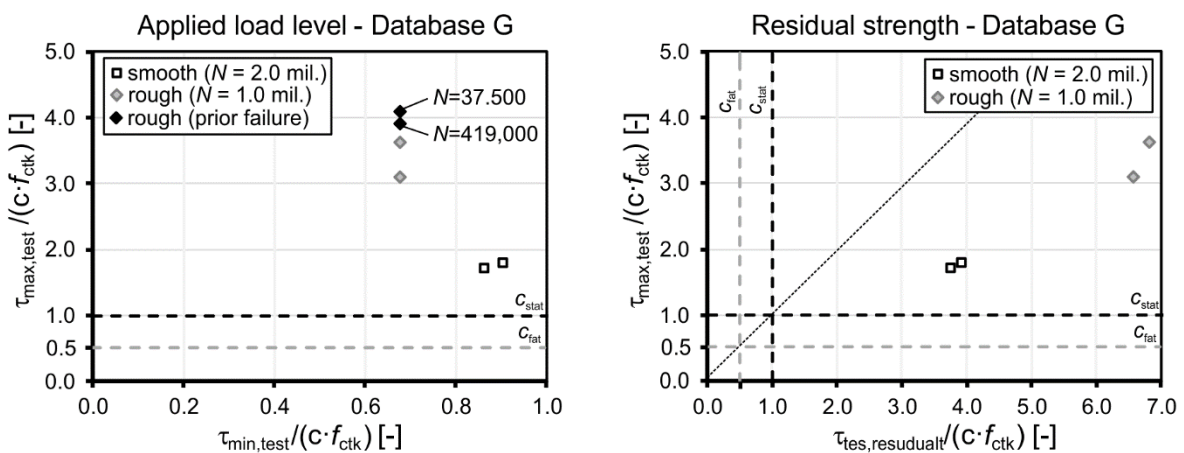 Applied load level - Database G
τmax,test/(c·fctk) [-]
5.0
4.0
3.0
2.0
1.0
0.5
0.0
smooth (N = 2.0 mil.)
rough (N = 1.0 mil.)
rough (prior failure)
N=37.500
N=419,000
cstat
cfat
0.0 0.2 0.4 0.6 0.8 1.0
τmin,test/(c·fctk) [-]
Residual strength - Database G
τmax,test/(c·fctk) [-]
5.0
4.0
3.0
2.0
1.0
0.5
0.0
cfat
cstat
smooth (N = 2.0 mil.)
rough (N = 1.0 mil.)
cstat
cfat
0.0 1.0 2.0 3.0 4.0 5.0 6.0 7.0
τtes,resudualt/(c·fctk) [-]